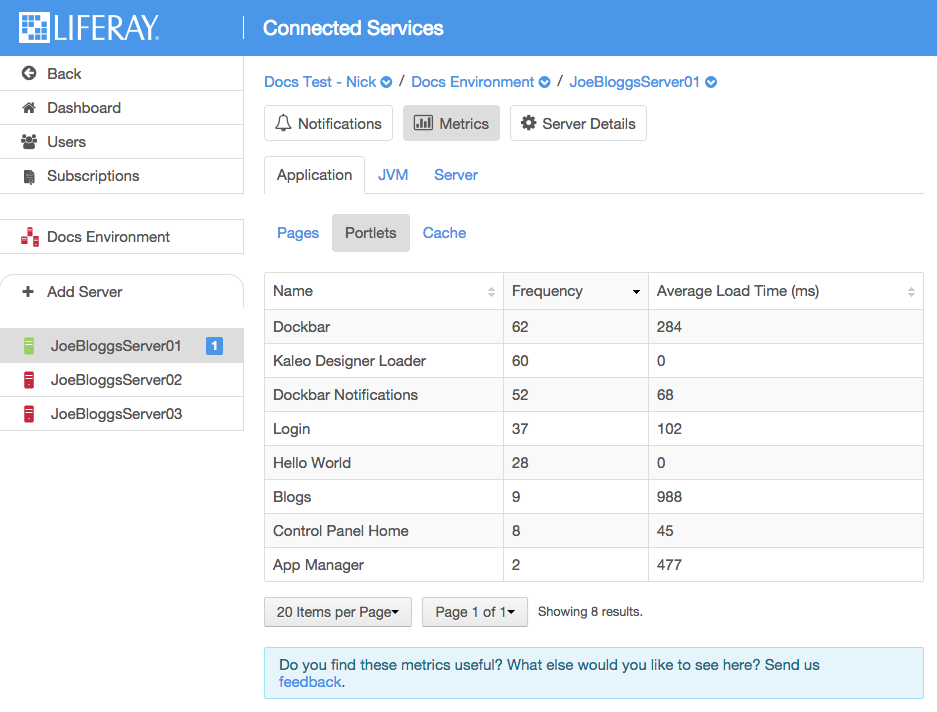 LIFERAY.
Connected Services
Back
Dashboard
Users
Subscriptions
Docs Environment
Add Server
JoeBloggsServer01 1
JoeBloggsServer02
JoeBloggsServer03
Docs Test - Nick / Docs Environment / JoeBloggsServer01
Notifications Metrics Server Details
Application JVM Server
Pages Portlets Cache
Name Frequency Average Load Time (ms)
Dockbar 62 284
Kaleo Designer Loader 60 0
Dockbar Notifications 52 68
Login 37 102
Hello World 28 0
Blogs 9 988
Control Panel Home 8 45
App Manager 2 477
20 Items per Page Page 1 of 1 Showing 8 results.
Do you find these metrics useful? What else would you like to see here? Send us
feedback.